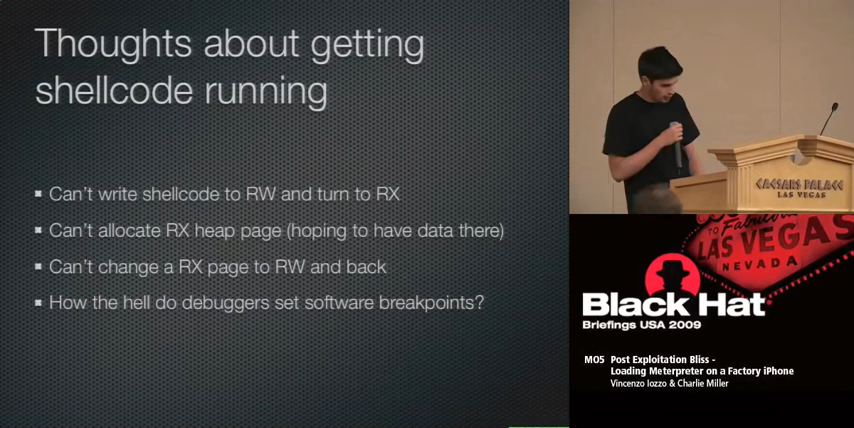 Thoughts about getting
shellcode running
Can't write shellcode to RW and turn to RX
Can't allocate RX heap page (hoping to have data there)
Can't change a RX page to RW and back
How the hell do debuggers set software breakpoints?
CAESARS PALACE
LAS VEGAS
TO Fabulous
LAS VEGAS
NEVADA
Black Hat
Briefings USA 2009
MO5 Post Exploitation Bliss -
Loading Meterpreter on a Factory iPhone
Vincenzo Iozzo & Charlie Miller